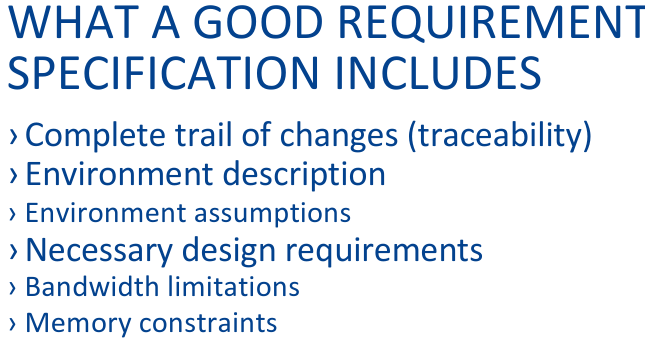 WHAT A GOOD REQUIREMENT
SPECIFICATION INCLUDES
› Complete trail of changes (traceability)
› Environment description
› Environment assumptions
› Necessary design requirements
› Bandwidth limitations
› Memory constraints